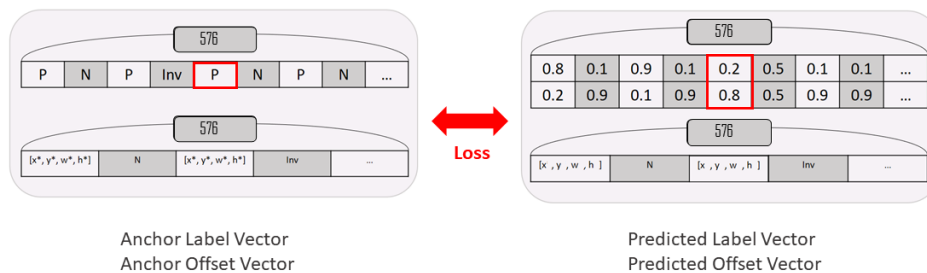 576
P N P Inv P N P N ...
576
[x*, y*, w*, h*] N [x*, y*, w*, h*] Inv ...
Anchor Label Vector
Anchor Offset Vector
Loss
576
0.8 0.1 0.9 0.1 0.2 0.5 0.1 0.1 ...
0.2 0.9 0.1 0.9 0.8 0.5 0.9 0.9 ...
576
[x , y , w , h ] N [x , y , w , h ] Inv ...
Predicted Label Vector
Predicted Offset Vector